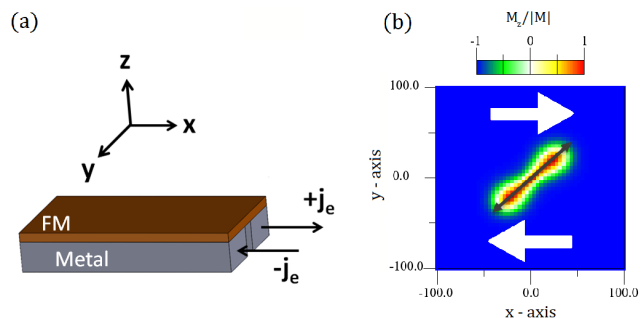 (a)
z
x
y
+je
FM
Metal
-je
(b)
Mz/|M|
-1 0 1
100.0
y - axis
0.0
-100.0
-100.0 0.0 100.0
x - axis